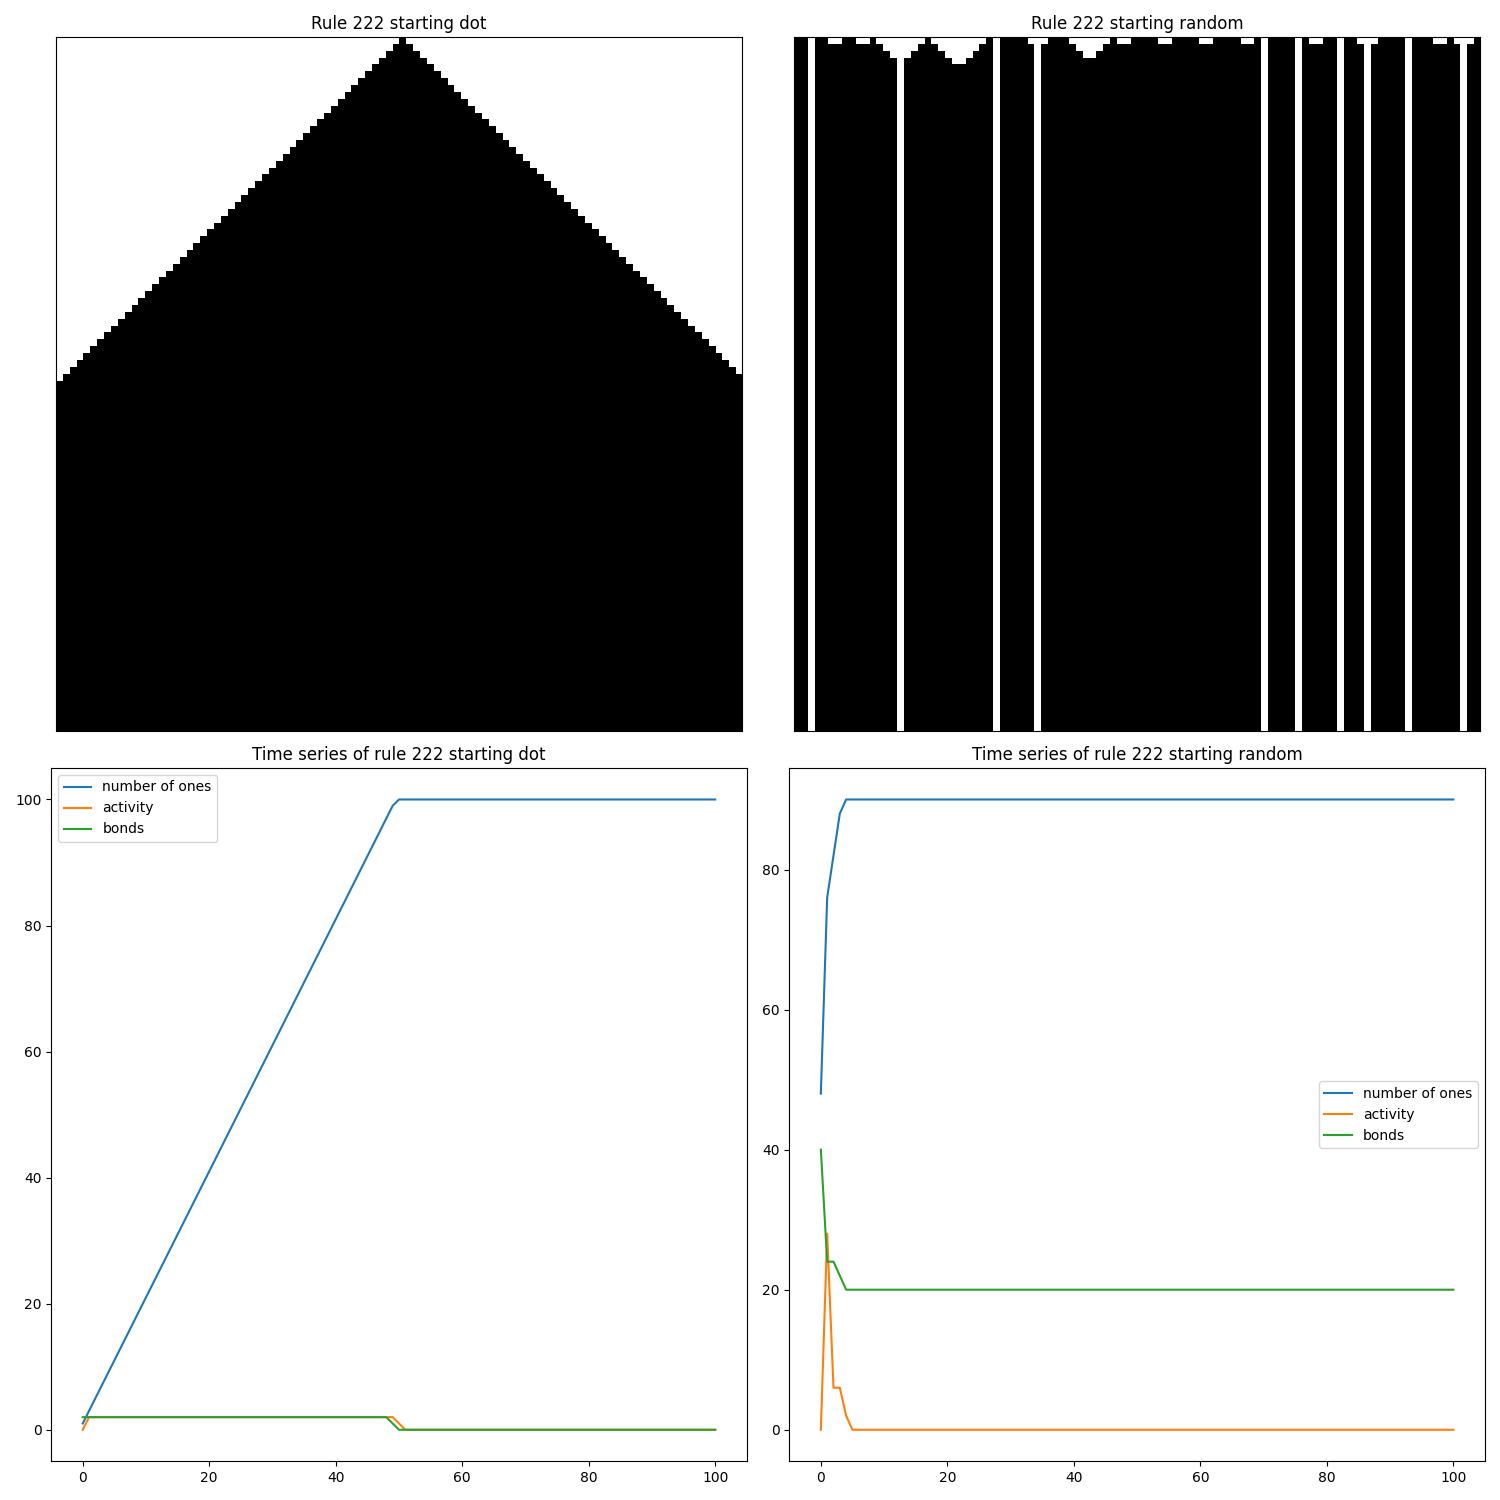 Rule 222 starting dot
Rule 222 starting random
Time series of rule 222 starting dot
number of ones
activity
bonds
100
80
60
40
20
0
0 20 40 60 80 100
Time series of rule 222 starting random
80
60
40
20
0
number of ones
activity
bonds
0 20 40 60 80 100